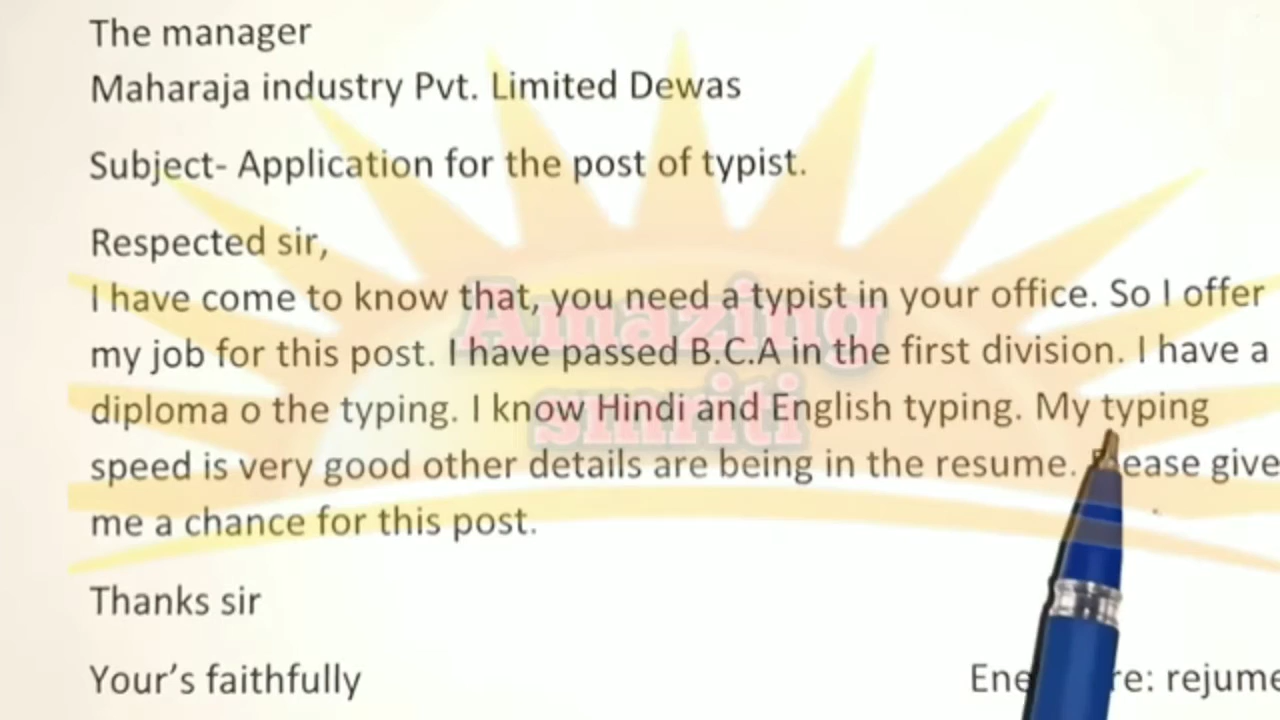 The manager
Maharaja industry Pvt. Limited Dewas
Subject- Application for the post of typist.
Respected sir,
I have come to know that, you need a typist in your office. So I offer
my job for this post. I have passed B.C.A in the first division. I have a
diploma o the typing. I know Hindi and English typing. My typing
speed is very good other details are being in the resume. Please give
me a chance for this post.
Thanks sir
Your's faithfully
rejume
Amazing
smriti